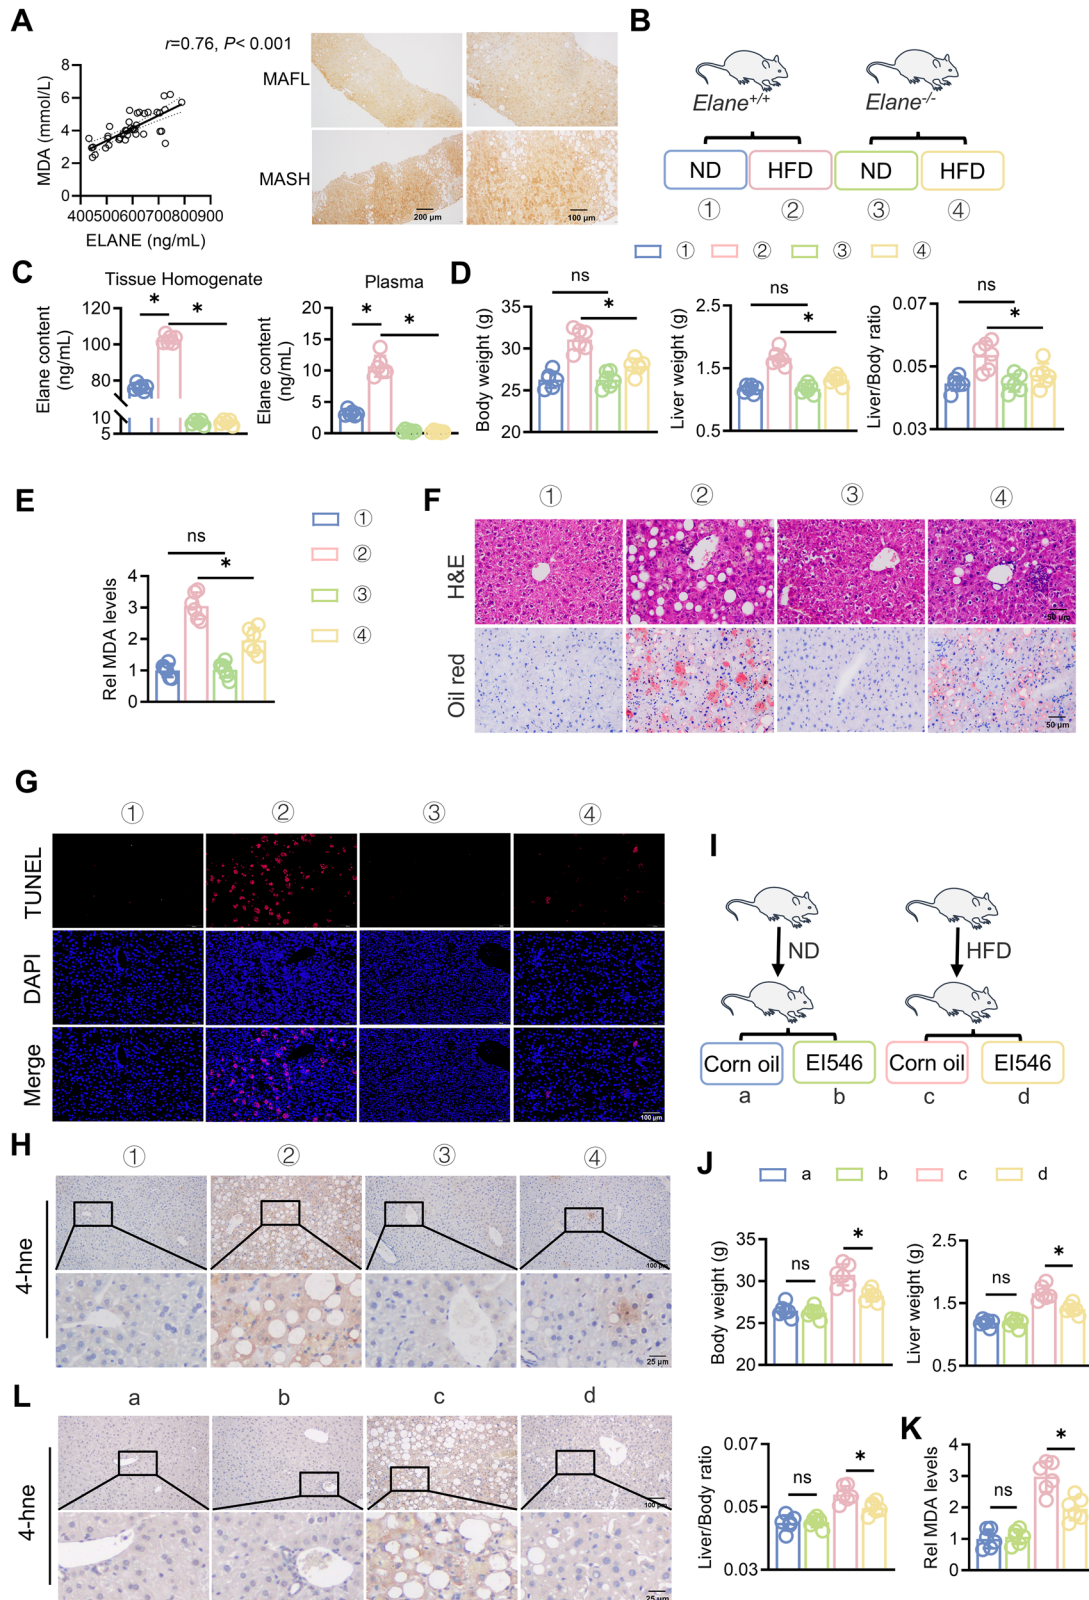 A
r=0.76, P< 0.001
MDA (mmol/L)
8
6
4
2
0
400500600700800900
ELANE (ng/mL)
MAFL
MASH
200 μm
100 μm
B
Elane+/+
Elane-/-
ND
HFD
ND
HFD
①
②
③
④
① ② ③ ④
C
Tissue Homogenate
Elane content
(ng/mL)
120
100
80
10
5
*
*
Plasma
Elane content
(ng/mL)
20
15
10
5
0
*
*
D
Body weight (g)
35
30
25
20
ns
*
Liver weight (g)
2.5
1.5
0.5
ns
*
Liver/Body ratio
0.07
0.05
0.03
ns
*
E
Rel MDA levels
4
3
2
1
0
ns
*
①
②
③
④
F
① ② ③ ④
H&E
50 μm
Oil red
50 μm
G
① ② ③ ④
TUNEL
DAPI
Merge
100 μm
H
① ② ③ ④
4-hne
100 μm
25 μm
I
ND
HFD
Corn oil
EI546
Corn oil
EI546
a
b
c
d
J
a b c d
Body weight (g)
35
30
25
20
ns
*
Liver weight (g)
2.5
1.5
0.5
ns
*
Liver/Body ratio
0.07
0.05
0.03
ns
*
K
Rel MDA levels
4
3
2
1
0
ns
*
L
a b c d
4-hne
100 μm
25 μm